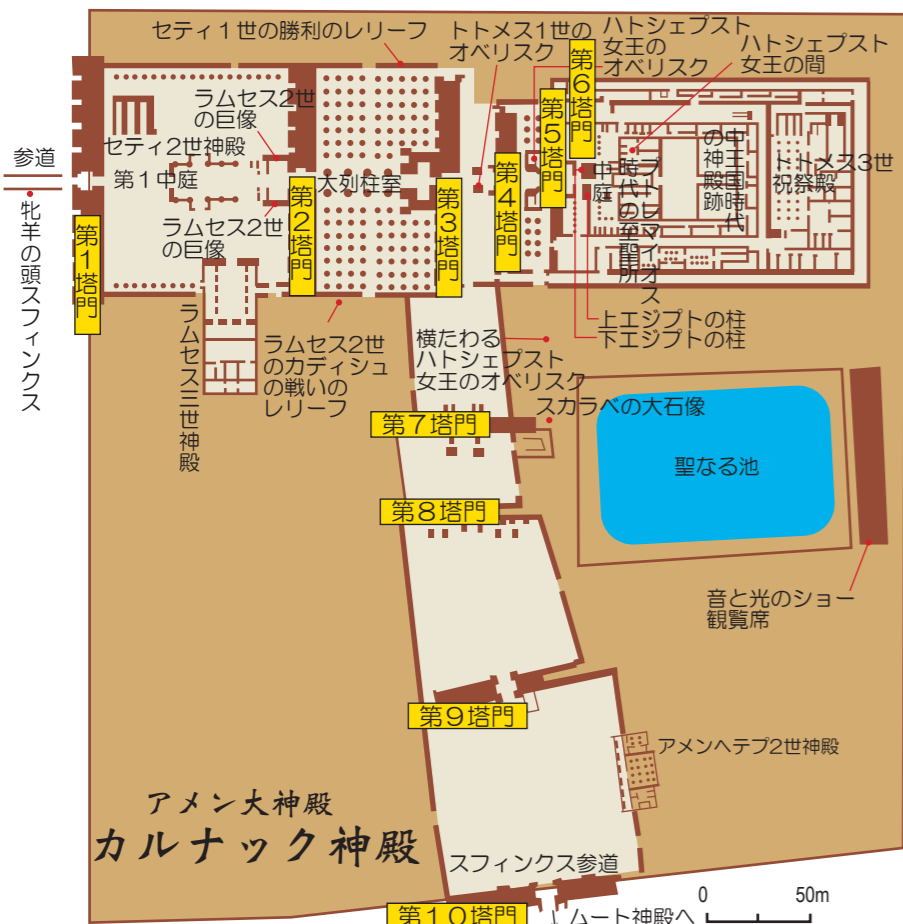 セティ1世の勝利のレリーフ
トトメス1世の
オベリスク
ハトシェプスト
女王の
オベリスク
ハトシェプスト
女王の間
第6塔門
第5塔門
ラムセス2世
の巨像
参道
セティ2世神殿
第1中庭
大列柱室
第4塔門
中庭
プトレマイオス
時代の至聖所
中王国時代
の神殿跡
トトメス3世
祝祭殿
第1塔門
第2塔門
第3塔門
ラムセス2世
の巨像
牡羊の頭スフィンクス
ラムセス三世神殿
ラムセス2世
のカディシュ
の戦いの
レリーフ
上エジプトの柱
下エジプトの柱
横たわる
ハトシェプスト
女王のオベリスク
スカラベの大石像
第7塔門
聖なる池
第8塔門
音と光のショー
観覧席
第9塔門
アメンヘテプ2世神殿
アメン大神殿
カルナック神殿
スフィンクス参道
第10塔門
↓ムート神殿へ
0 50m